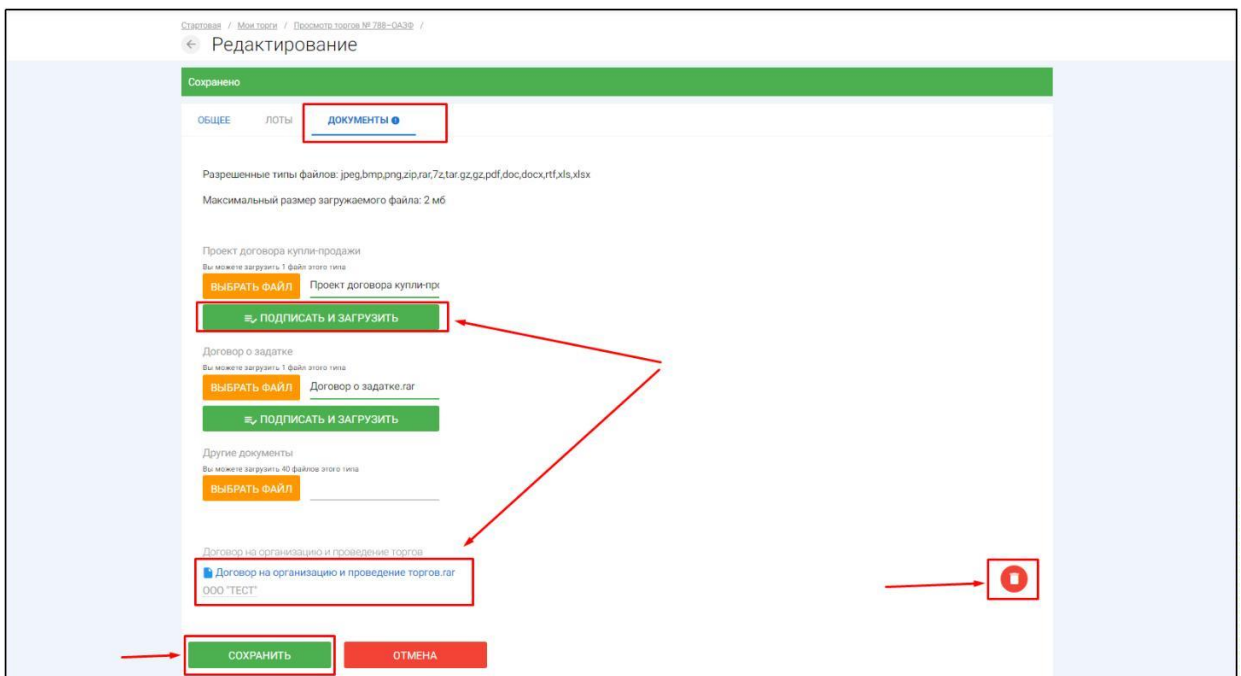 Стартовая / Мои торги / Просмотр торгов № 788-ОАЗФ /
Редактирование
Сохранено
ОБЩЕЕ ЛОТЫ ДОКУМЕНТЫ
Разрешенные типы файлов: jpeg,bmp,png,zip,rar,7z,tar.gz,gz,pdf,doc,docx,rtf,xls,xlsx
Максимальный размер загружаемого файла: 2 мб
Проект договора купли-продажи
Вы можете загрузить 1 файл этого типа
ВЫБРАТЬ ФАЙЛ Проект договора купли-про
ПОДПИСАТЬ И ЗАГРУЗИТЬ
Договор о задатке
Вы можете загрузить 1 файл этого типа
ВЫБРАТЬ ФАЙЛ Договор о задатке.rar
ПОДПИСАТЬ И ЗАГРУЗИТЬ
Другие документы
Вы можете загрузить 40 файлов этого типа
ВЫБРАТЬ ФАЙЛ
Договор на организацию и проведение торгов
Договор на организацию и проведение торгов.rar
ООО "ТЕСТ"
СОХРАНИТЬ ОТМЕНА